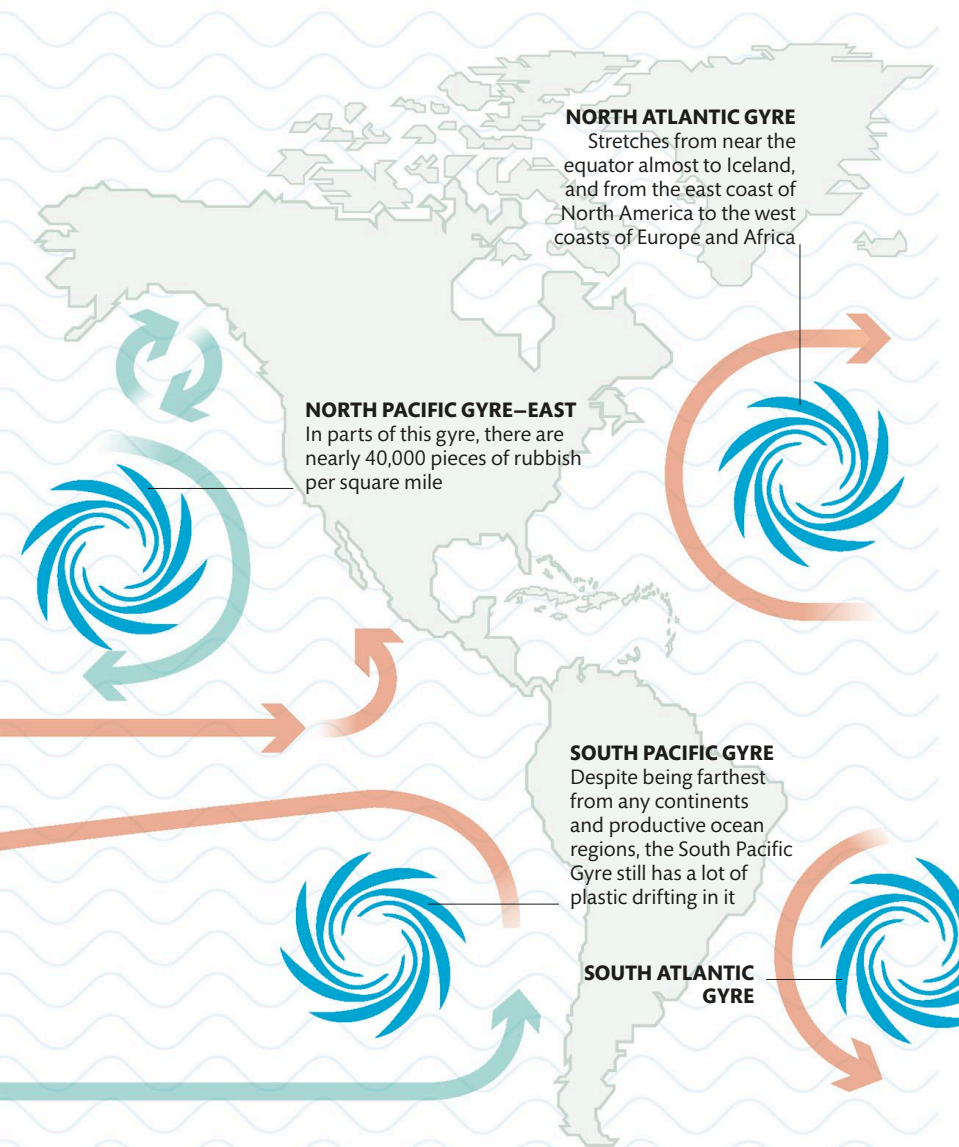 NORTH ATLANTIC GYRE
Stretches from near the
equator almost to Iceland,
and from the east coast of
North America to the west
coasts of Europe and Africa
NORTH PACIFIC GYRE–EAST
In parts of this gyre, there are
nearly 40,000 pieces of rubbish
per square mile
SOUTH PACIFIC GYRE
Despite being farthest
from any continents
and productive ocean
regions, the South Pacific
Gyre still has a lot of
plastic drifting in it
SOUTH ATLANTIC
GYRE